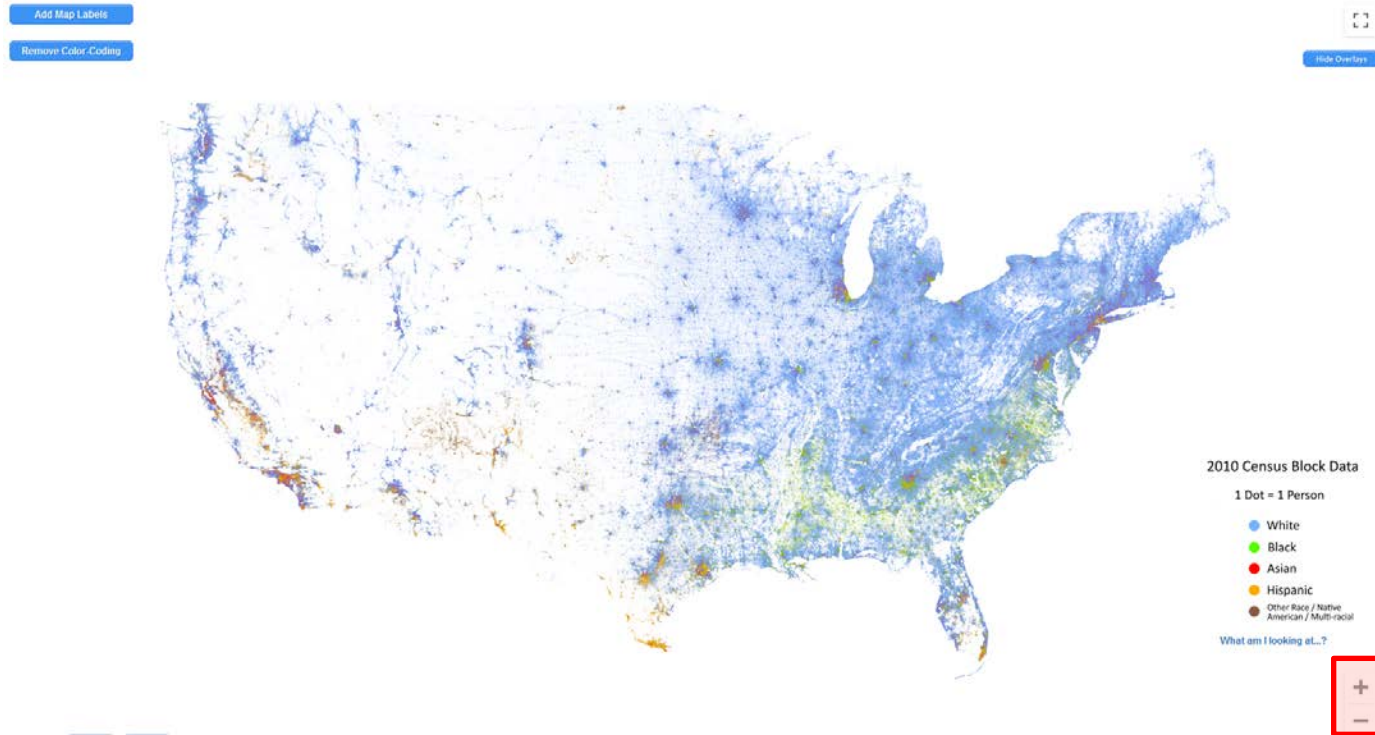 Add Map Labels
Remove Color-Coding
Hide Overlays
2010 Census Block Data
1 Dot = 1 Person
White
Black
Asian
Hispanic
Other Race / Native
American / Multi-racial
What am I looking at...?
+
−